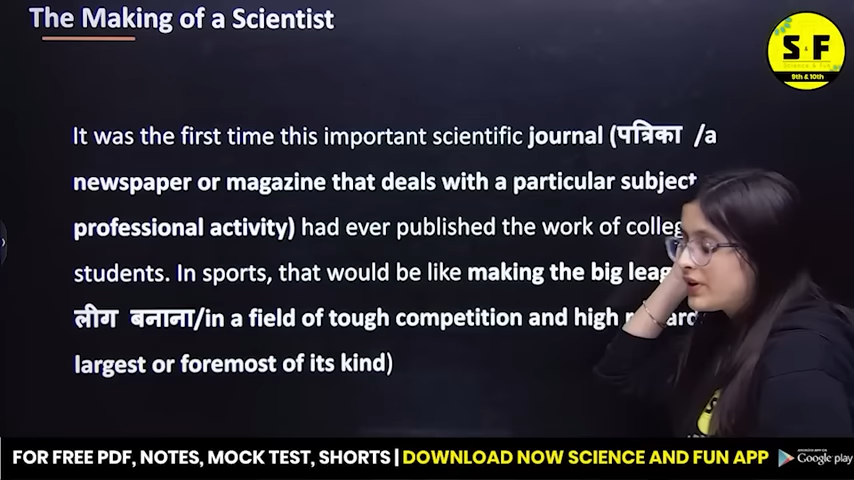 The Making of a Scientist
S & F
Science & Fun
9th & 10th
It was the first time this important scientific journal (पत्रिका /a
newspaper or magazine that deals with a particular subject
professional activity) had ever published the work of
students. In sports, that would be like making the big
लीग बनाना/in a field of tough competition and high
largest or foremost of its kind)
FOR FREE PDF, NOTES, MOCK TEST, SHORTS | DOWNLOAD NOW SCIENCE AND FUN APP
Google play